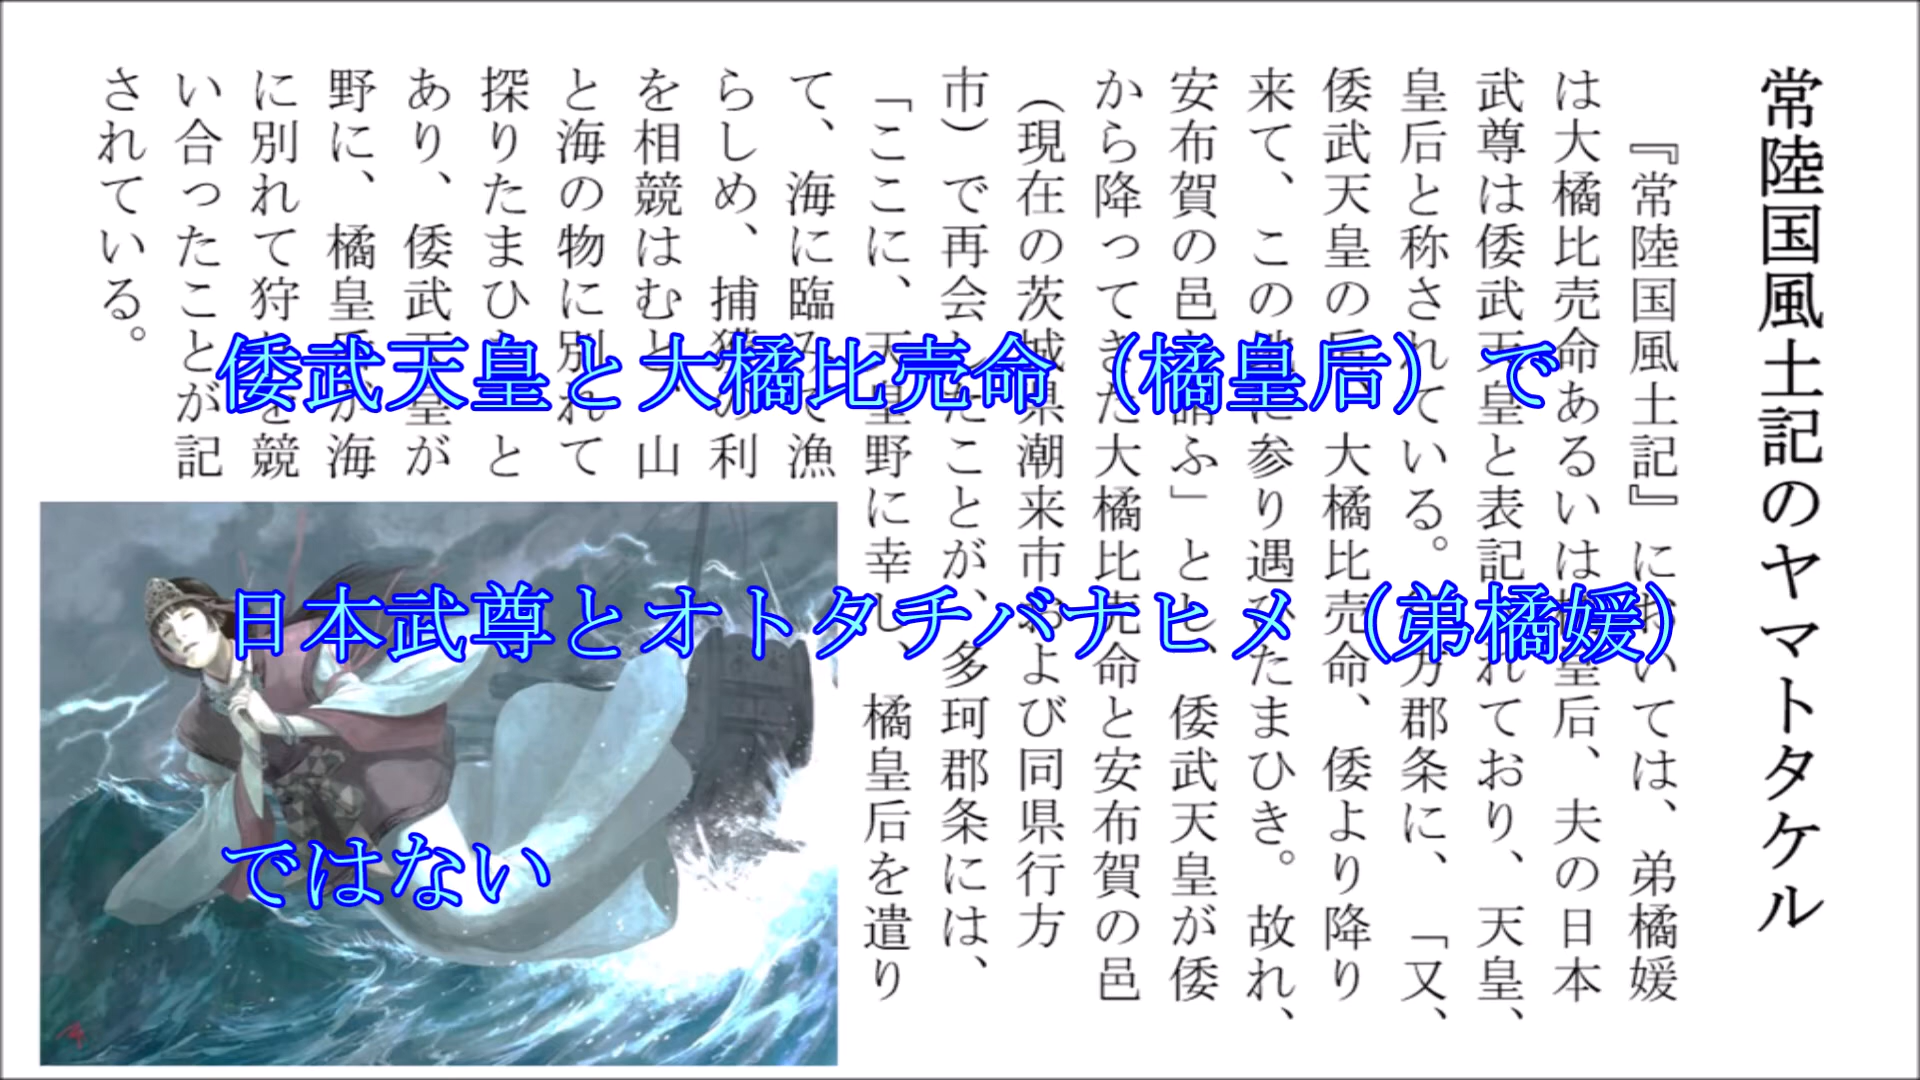 常陸国風土記のヤマトタケル
『常陸国風土記』においては、弟橘媛
は大橘比売命あるいは橘皇后、夫の日本
武尊は倭武天皇と表記されており、天皇、
皇后と称されている。行方郡条に、「又、
倭武天皇の后、大橘比売命、倭より降り
来て、この地に参り遇ひたまひき。故れ、
安布賀の邑と謂ふ」とし、倭武天皇が倭
から降ってきた大橘比売命と安布賀の邑
（現在の茨城県潮来市および同県行方
市）で再会したことが、多珂郡条には、
「ここに、天皇野に幸し、橘皇后を遣り
て、海に臨みて漁
らしめ、捕獲の利
を相競はむと、山
と海の物に別れて
探りたまひき」と
あり、倭武天皇が
野に、橘皇后が海
に別れて狩りを競
い合ったことが記
されている。
倭武天皇と大橘比売命（橘皇后）で
日本武尊とオトタチバナヒメ（弟橘媛）
ではない